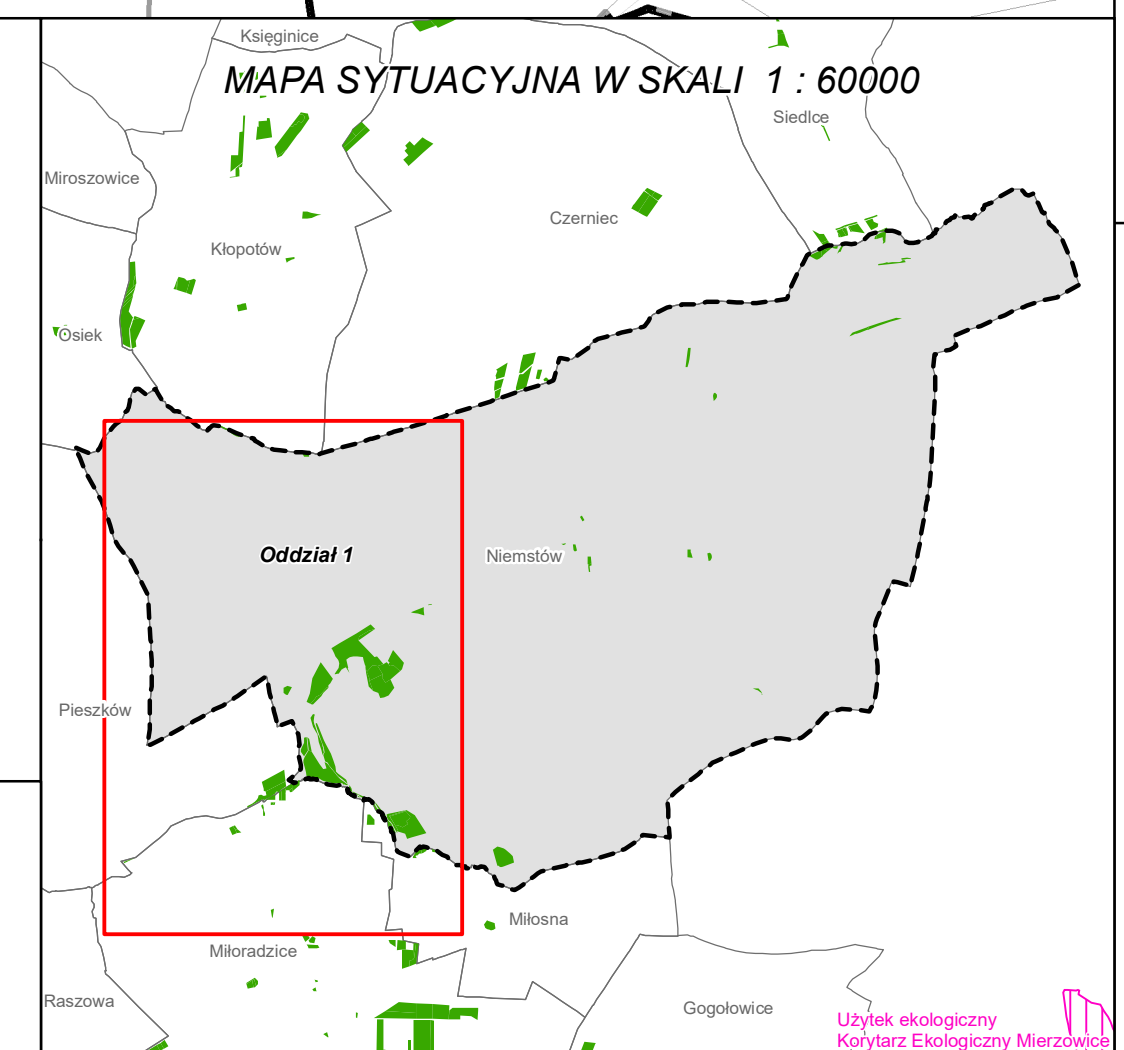 Księginice
MAPA SYTUACYJNA W SKALI 1 : 60000
Siedlce
Miroszowice
Czerniec
Kłopotów
Osiek
Oddział 1
Niemstów
Pieszków
Miłosna
Miłoradzice
Raszowa
Gogołowice
Użytek ekologiczny
Korytarz Ekologiczny Mierzowice